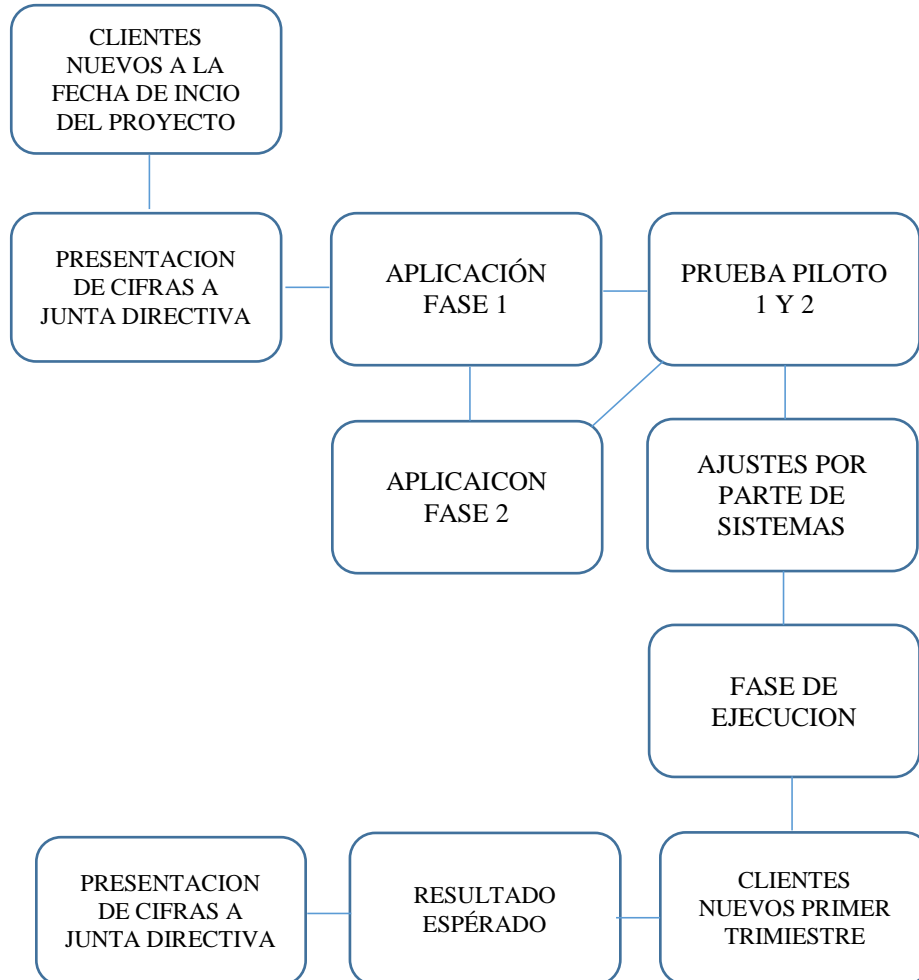 CLIENTES
NUEVOS A LA
FECHA DE INCIO
DEL PROYECTO
PRESENTACION
DE CIFRAS A
JUNTA DIRECTIVA
APLICACIÓN
FASE 1
PRUEBA PILOTO
1 Y 2
APLICAICON
FASE 2
AJUSTES POR
PARTE DE
SISTEMAS
FASE DE
EJECUCION
PRESENTACION
DE CIFRAS A
JUNTA DIRECTIVA
RESULTADO
ESPÉRADO
CLIENTES
NUEVOS PRIMER
TRIMIESTRE